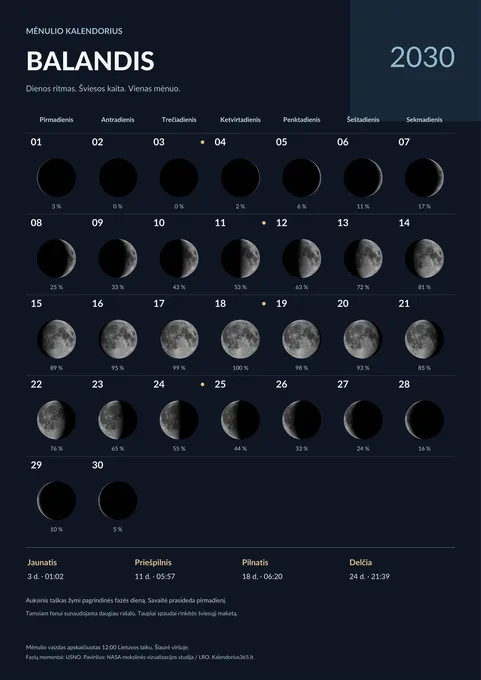 MĖNULIO KALENDORIUS
BALANDIS
2030
Dienos ritmas. Šviesos kaita. Vienas mėnuo.
Pirmadienis Antradienis Trečiadienis Ketvirtadienis Penktadienis Šeštadienis Sekmadienis
01 02 03 04 05 06 07
3 % 0 % 0 % 2 % 6 % 11 % 17 %
08 09 10 11 12 13 14
25 % 33 % 43 % 53 % 63 % 72 % 81 %
15 16 17 18 19 20 21
89 % 95 % 99 % 100 % 98 % 93 % 85 %
22 23 24 25 26 27 28
76 % 65 % 55 % 44 % 33 % 24 % 16 %
29 30
10 % 5 %
Jaunatis Priešpilnis Pilnatis Delčia
3 d. · 01:02 11 d. · 05:57 18 d. · 06:20 24 d. · 21:39
Auksinis taškas žymi pagrindinės fazės dieną. Savaitė prasideda pirmadienį.
Tamsiam fonui sunaudojama daugiau rašalo. Taupiai spaudai rinkitės šviesųjį maketą.
Mėnulio vaizdas apskaičiuotas 12:00 Lietuvos laiku. Šiaurė viršuje.
Fazių momentai: USNO. Paviršius: NASA mokslinės vizualizacijos studija / LRO. Kalendorius365.lt